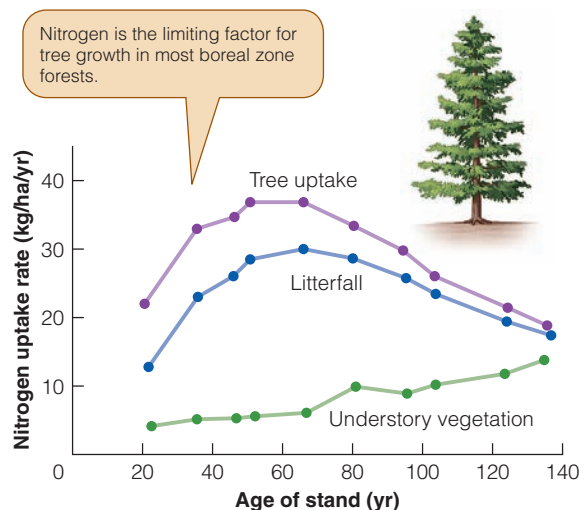 Nitrogen is the limiting factor for
tree growth in most boreal zone
forests.
Nitrogen uptake rate (kg/ha/yr)
40
30
20
10
0
Tree uptake
Litterfall
Understory vegetation
20 40 60 80 100 120 140
Age of stand (yr)